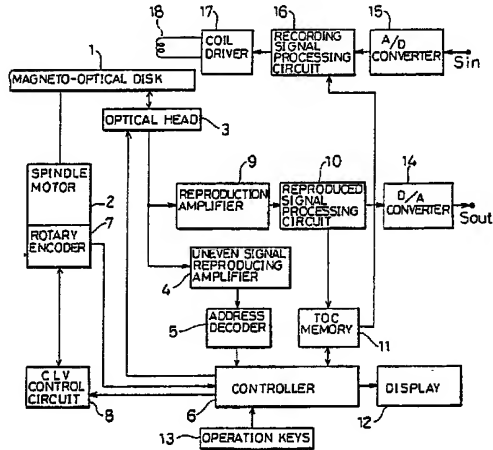 18
17
16
15
COIL
DRIVER
RECORDING
SIGNAL
PROCESSING
CIRCUIT
A/D
CONVERTER
Sin
1
MAGNETO-OPTICAL DISK
OPTICAL HEAD
3
SPINDLE
MOTOR
2
7
ROTARY
ENCODER
9
REPRODUCTION
AMPLIFIER
10
REPRODUCED
SIGNAL
PROCESSING
CIRCUIT
14
D/A
CONVERTER
Sout
UNEVEN SIGNAL
REPRODUCING
AMPLIFIER
4
5
ADDRESS
DECODER
TOC
MEMORY
11
CLV
CONTROL
CIRCUIT
8
CONTROLLER
6
DISPLAY
12
13
OPERATION KEYS